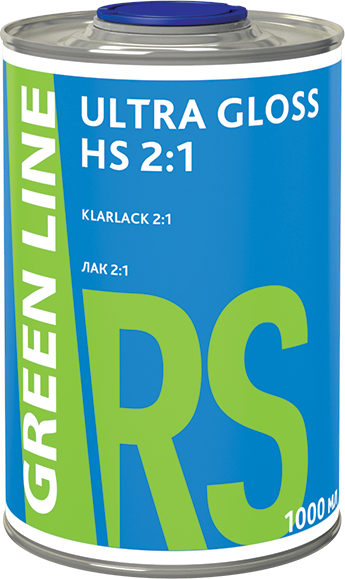 GREEN LINE
ULTRA GLOSS
HS 2:1
KLARLACK 2:1
ЛАК 2:1
RS
1000 мл